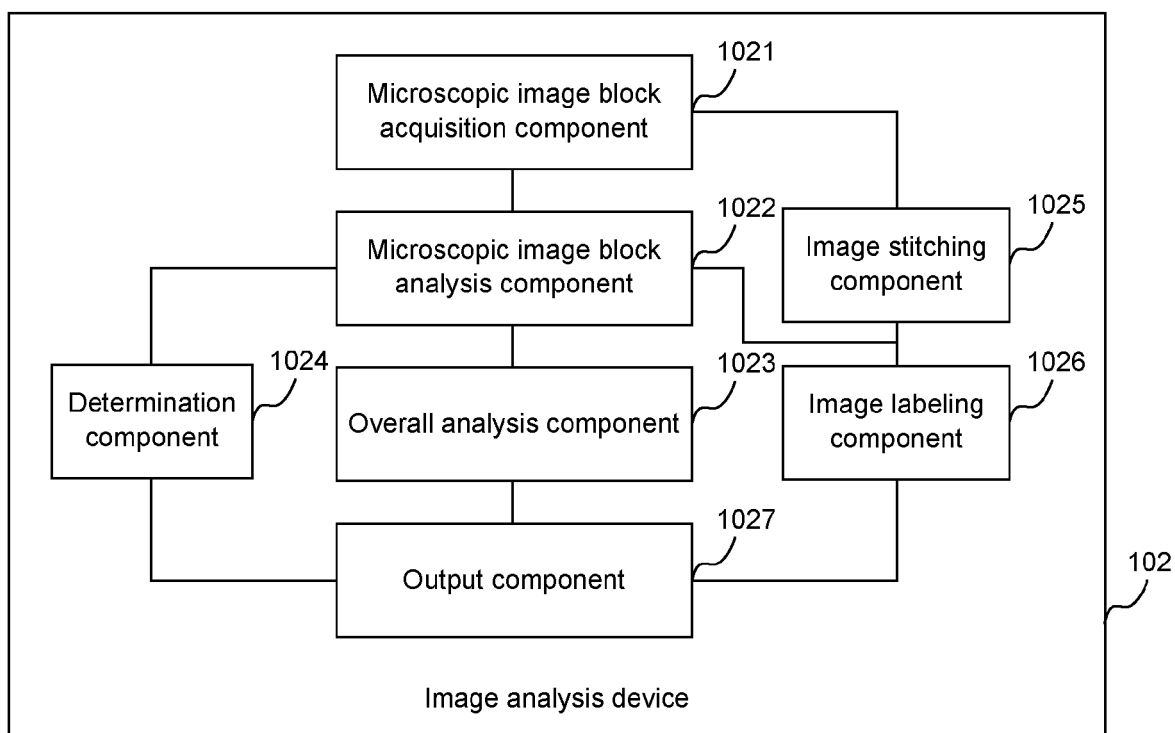 1021
Microscopic image block
acquisition component
1022
Microscopic image block
analysis component
1025
Image stitching
component
1024
Determination
component
1023
Overall analysis component
1026
Image labeling
component
1027
Output component
102
Image analysis device